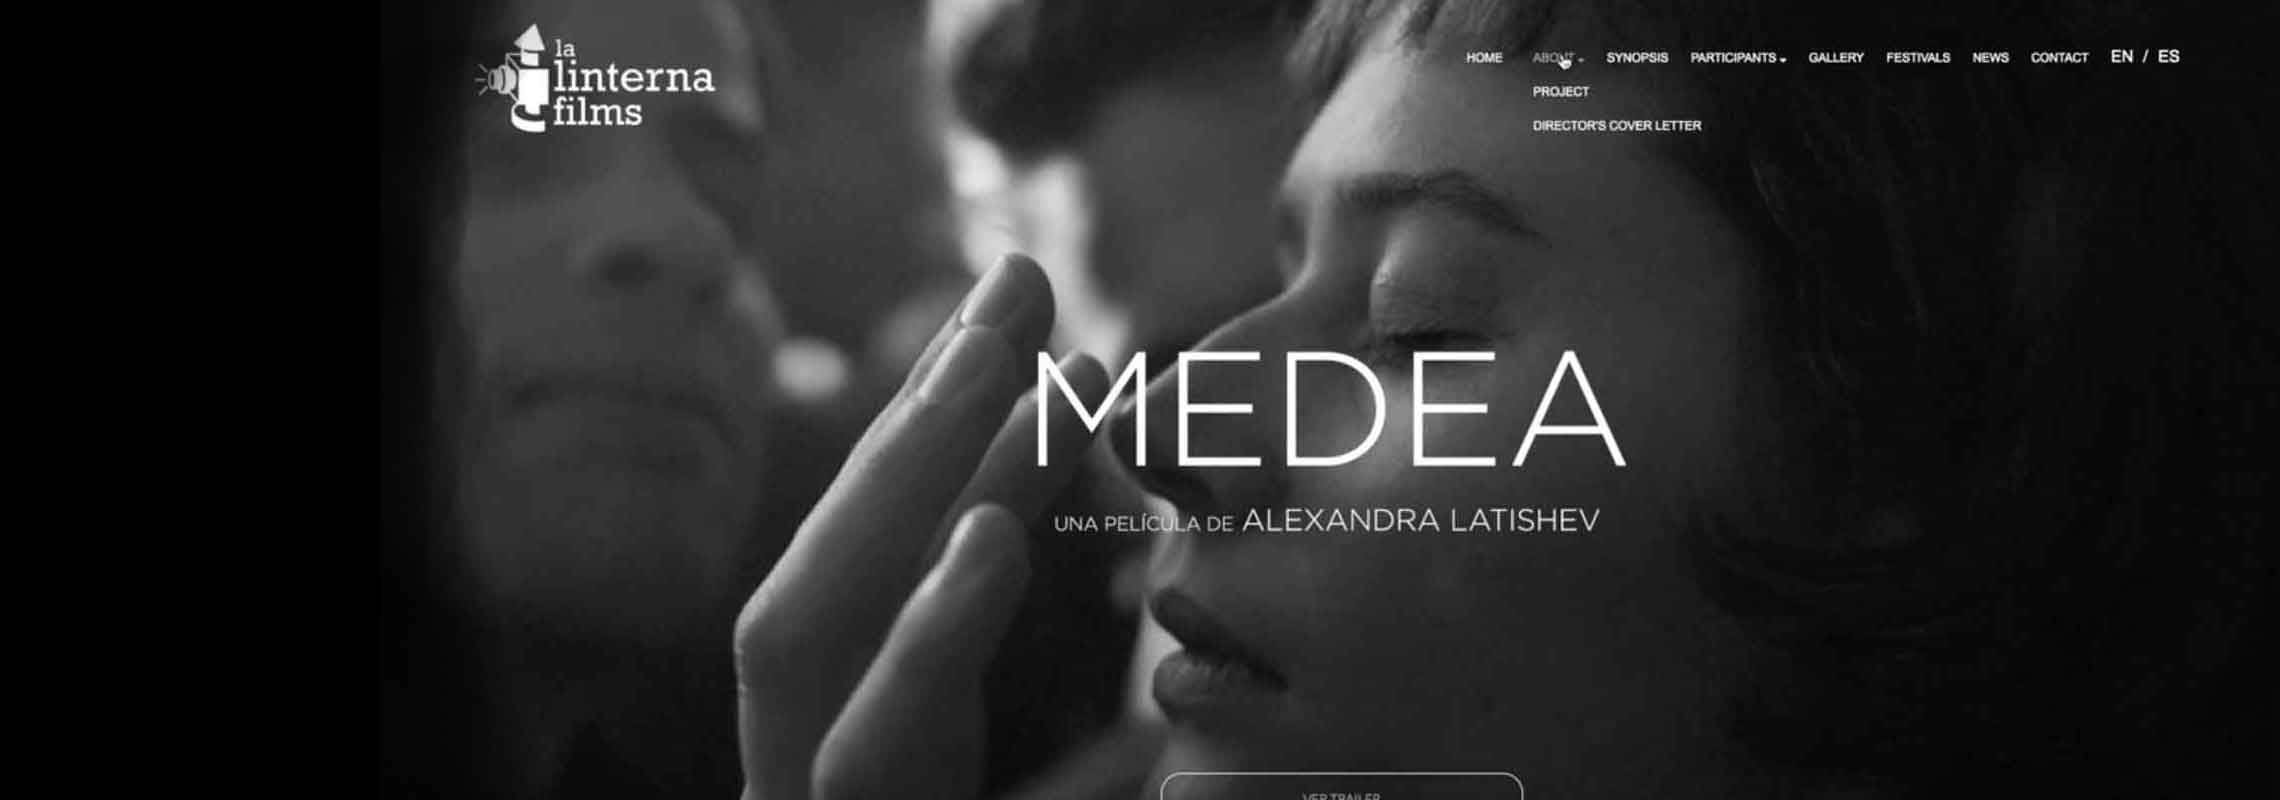 la
linterna
films
HOME ABOUT SYNOPSIS PARTICIPANTS GALLERY FESTIVALS NEWS CONTACT EN / ES
PROJECT
DIRECTOR'S COVER LETTER
MEDEA
UNA PELÍCULA DE ALEXANDRA LATISHEV
VER TRAILER